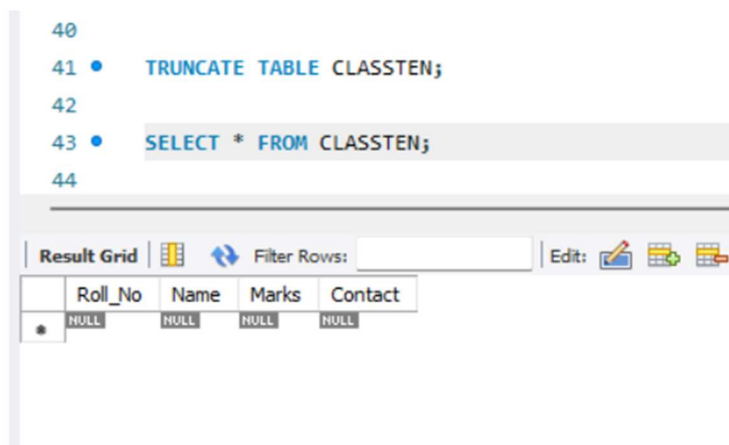 40
41 TRUNCATE TABLE CLASSTEN;
42
43 SELECT * FROM CLASSTEN;
44
Result Grid Filter Rows: Edit:
Roll_No Name Marks Contact
* NULL NULL NULL NULL